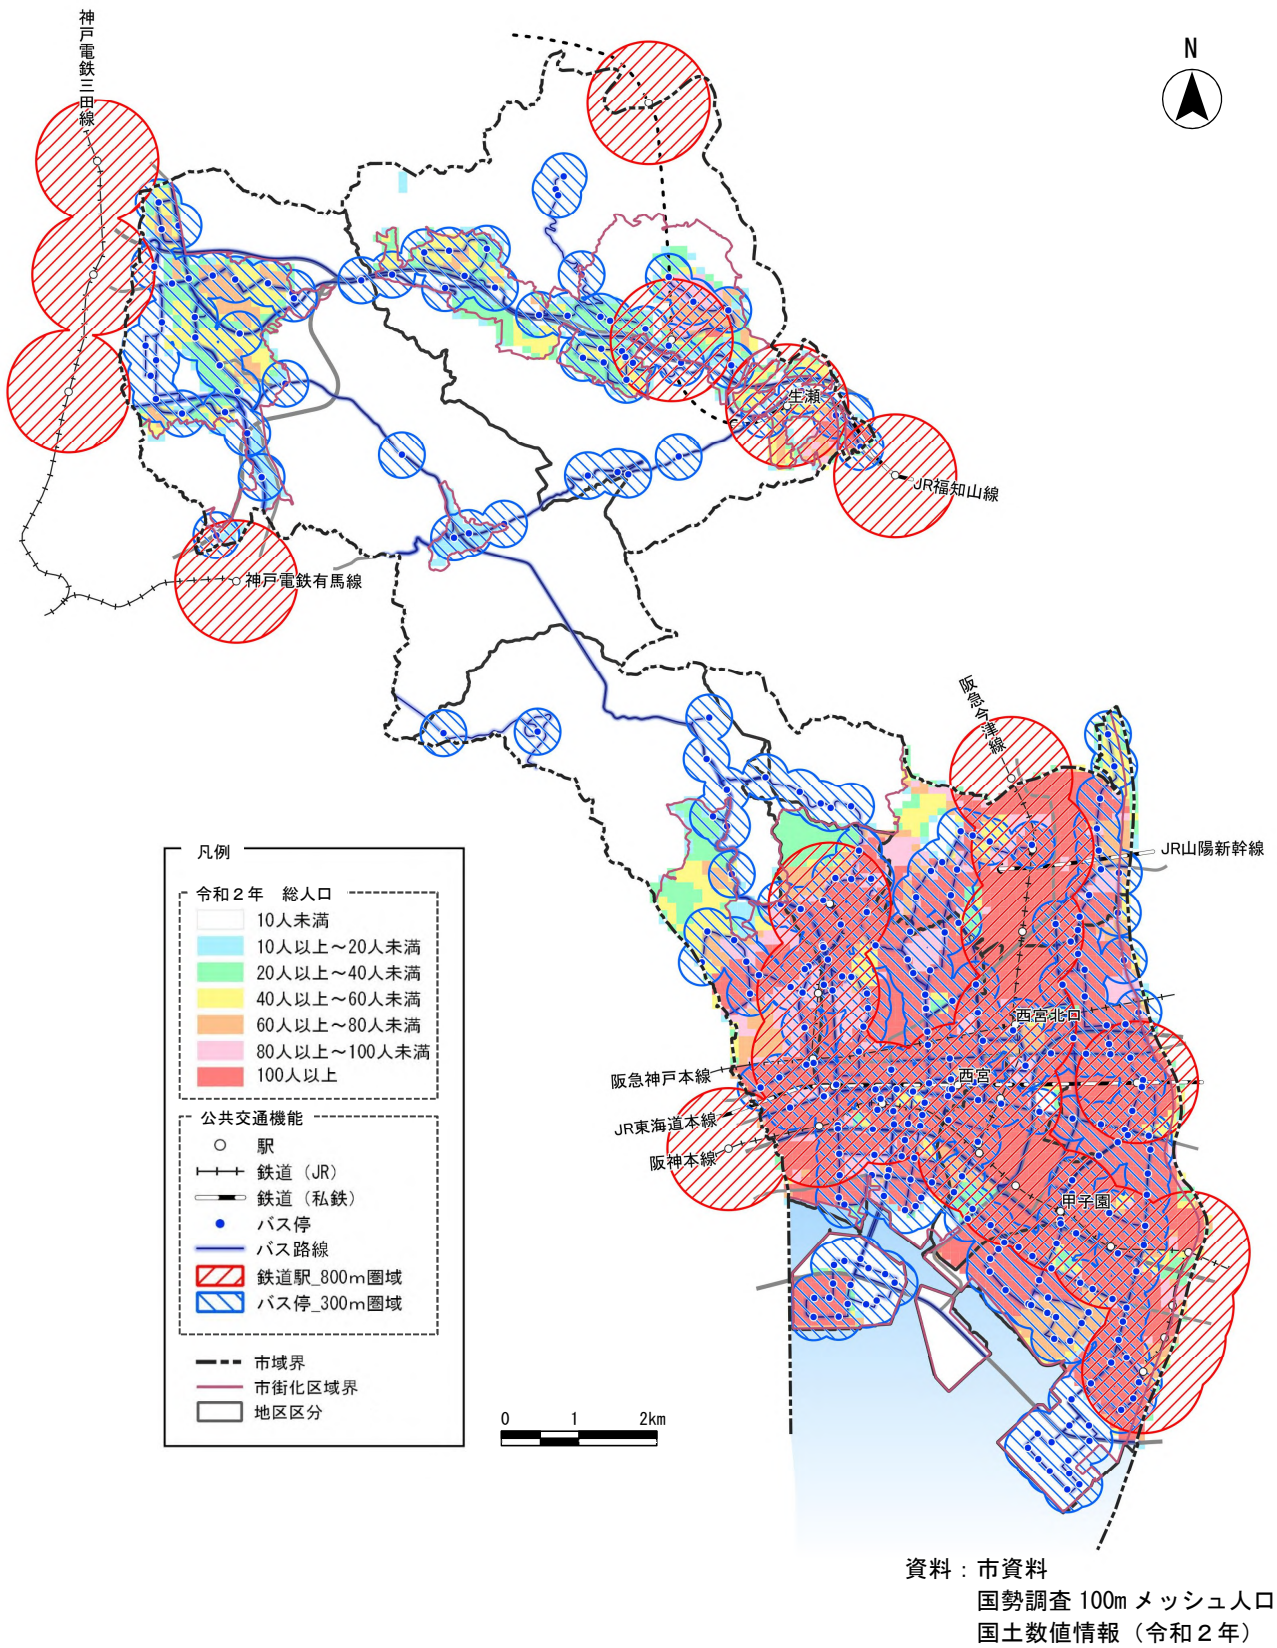 神戸電鉄三田線
N
生瀬
JR福知山線
神戸電鉄有馬線
阪急今津線
JR山陽新幹線
西宮北口
西宮
阪急神戸本線
JR東海道本線
阪神本線
甲子園
凡例
令和2年 総人口
10人未満
10人以上～20人未満
20人以上～40人未満
40人以上～60人未満
60人以上～80人未満
80人以上～100人未満
100人以上
公共交通機能
駅
鉄道（JR）
鉄道（私鉄）
バス停
バス路線
鉄道駅_800m圏域
バス停_300m圏域
市域界
市街化区域界
地区区分
0 1 2km
資料：市資料
国勢調査 100m メッシュ人口
国土数値情報（令和２年）